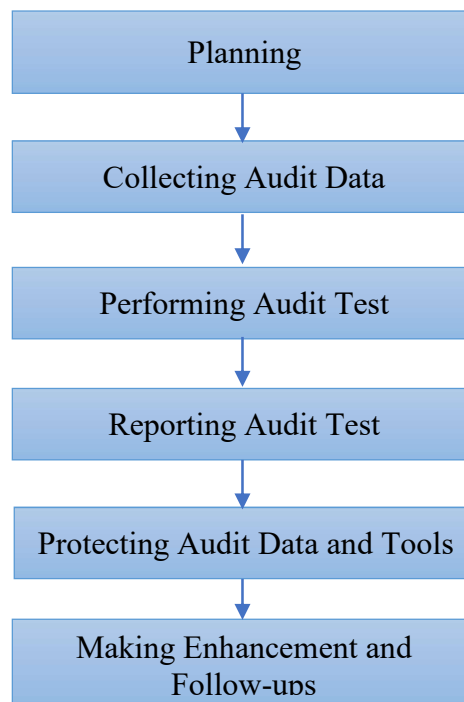 Planning
Collecting Audit Data
Performing Audit Test
Reporting Audit Test
Protecting Audit Data and Tools
Making Enhancement and
Follow-ups